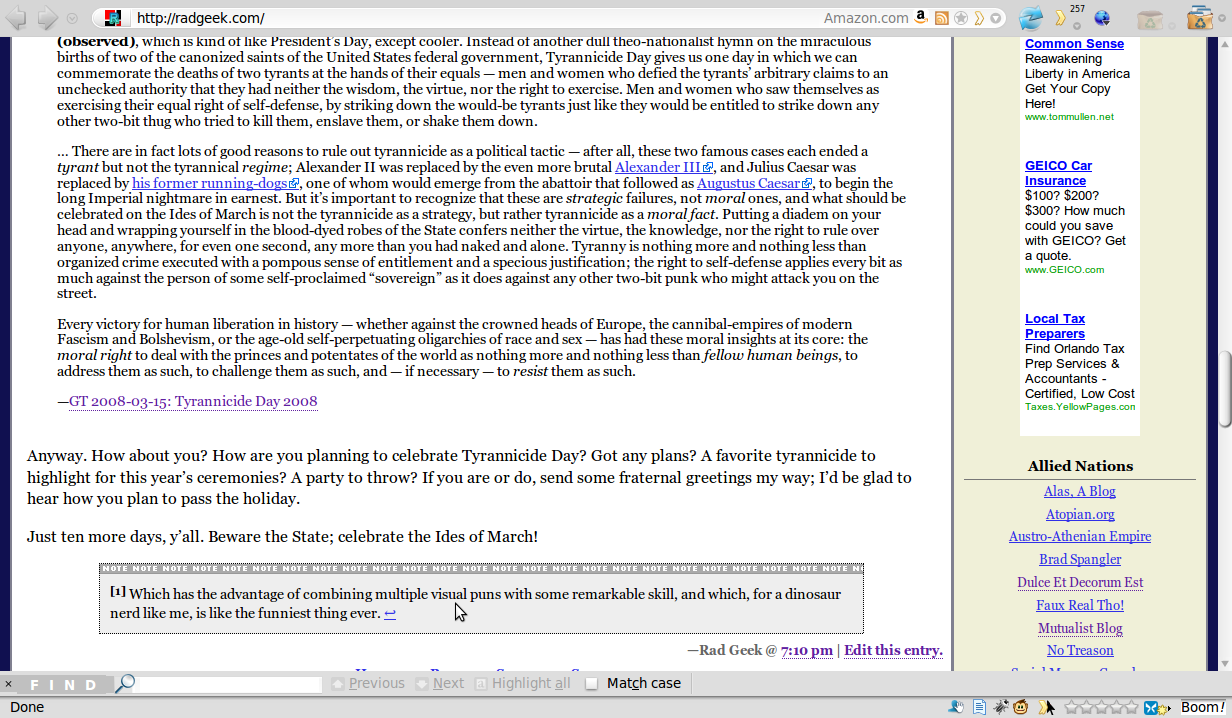 http://radgeek.com/
Amazon.com
257
(observed), which is kind of like President's Day, except cooler. Instead of another dull theo-nationalist hymn on the miraculous
births of two of the canonized saints of the United States federal government, Tyrannicide Day gives us one day in which we can
commemorate the deaths of two tyrants at the hands of their equals — men and women who defied the tyrants' arbitrary claims to an
unchecked authority that they had neither the wisdom, the virtue, nor the right to exercise. Men and women who saw themselves as
exercising their equal right of self-defense, by striking down the would-be tyrants just like they would be entitled to strike down any
other two-bit thug who tried to kill them, enslave them, or shake them down.
… There are in fact lots of good reasons to rule out tyrannicide as a political tactic — after all, these two famous cases each ended a
tyrant but not the tyrannical regime; Alexander II was replaced by the even more brutal Alexander III, and Julius Caesar was
replaced by his former running-dogs, one of whom would emerge from the abattoir that followed as Augustus Caesar, to begin the
long Imperial nightmare in earnest. But it's important to recognize that these are strategic failures, not moral ones, and what should be
celebrated on the Ides of March is not the tyrannicide as a strategy, but rather tyrannicide as a moral fact. Putting a diadem on your
head and wrapping yourself in the blood-dyed robes of the State confers neither the virtue, the knowledge, nor the right to rule over
anyone, anywhere, for even one second, any more than you had naked and alone. Tyranny is nothing more and nothing less than
organized crime executed with a pompous sense of entitlement and a specious justification; the right to self-defense applies every bit as
much against the person of some self-proclaimed “sovereign” as it does against any other two-bit punk who might attack you on the
street.
Every victory for human liberation in history — whether against the crowned heads of Europe, the cannibal-empires of modern
Fascism and Bolshevism, or the age-old self-perpetuating oligarchies of race and sex — has had these moral insights at its core: the
moral right to deal with the princes and potentates of the world as nothing more and nothing less than fellow human beings, to
address them as such, to challenge them as such, and — if necessary — to resist them as such.
—GT 2008-03-15: Tyrannicide Day 2008
Anyway. How about you? How are you planning to celebrate Tyrannicide Day? Got any plans? A favorite tyrannicide to
highlight for this year's ceremonies? A party to throw? If you are or do, send some fraternal greetings my way; I'd be glad to
hear how you plan to pass the holiday.
Just ten more days, y'all. Beware the State; celebrate the Ides of March!
NOTE NOTE NOTE NOTE NOTE NOTE NOTE NOTE NOTE NOTE NOTE NOTE NOTE NOTE NOTE NOTE NOTE NOTE NOTE NOTE NOTE NOTE NOTE NOTE NOTE
[1] Which has the advantage of combining multiple visual puns with some remarkable skill, and which, for a dinosaur
nerd like me, is like the funniest thing ever. ↩
—Rad Geek @ 7:10 pm | Edit this entry.
Common Sense
Reawakening
Liberty in America
Get Your Copy
Here!
www.tommullen.net
GEICO Car
Insurance
$100? $200?
$300? How much
could you save
with GEICO? Get
a quote.
www.GEICO.com
Local Tax
Preparers
Find Orlando Tax
Prep Services &
Accountants -
Certified, Low Cost
Taxes.YellowPages.con
Allied Nations
Alas, A Blog
Atopian.org
Austro-Athenian Empire
Brad Spangler
Dulce Et Decorum Est
Faux Real Tho!
Mutualist Blog
No Treason
× FIND Previous Next Highlight all Match case
Done
Boom!